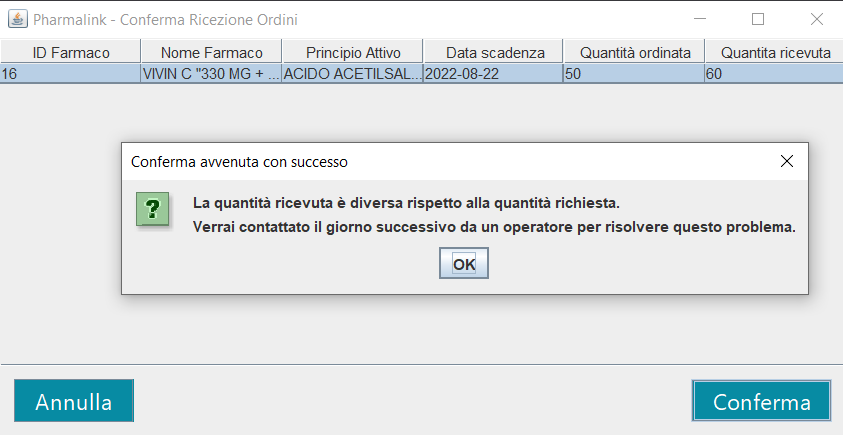 Pharmalink - Conferma Ricezione Ordini
ID Farmaco Nome Farmaco Principio Attivo Data scadenza Quantità ordinata Quantita ricevuta
16 VIVIN C "330 MG + ... ACIDO ACETILSAL... 2022-08-22 50 60
Conferma avvenuta con successo
?
La quantità ricevuta è diversa rispetto alla quantità richiesta.
Verrai contattato il giorno successivo da un operatore per risolvere questo problema.
OK
Annulla Conferma